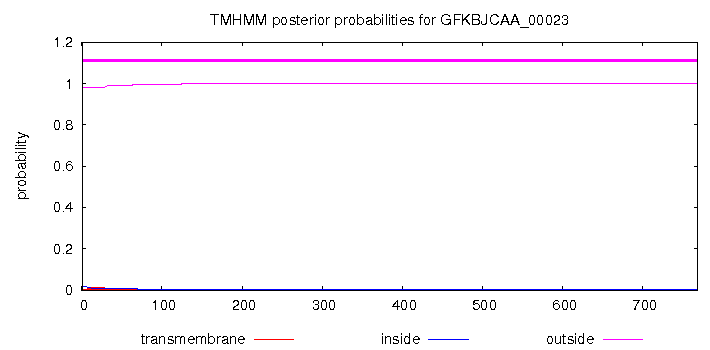 TMHMM posterior probabilities for GFKBJCAA_00023
1.2
1
0.8
0.6
0.4
0.2
0
probability
0 100 200 300 400 500 600 700
transmembrane inside outside